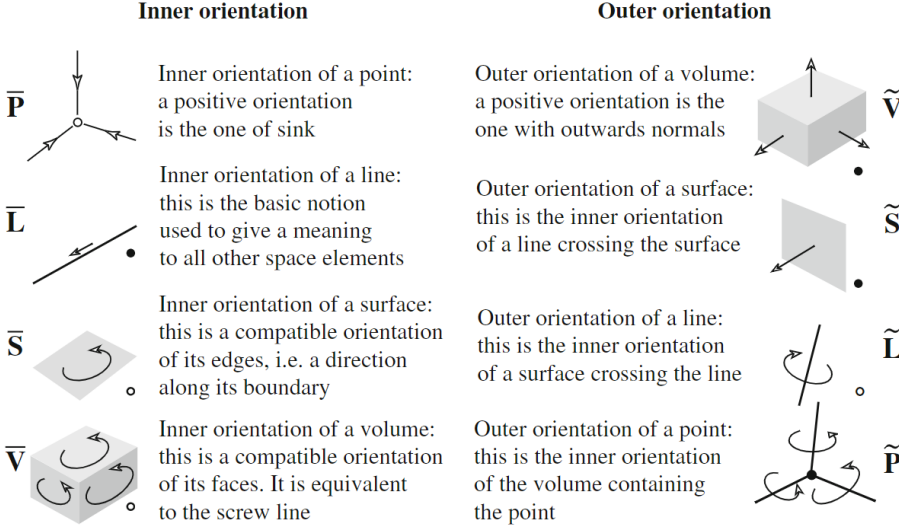 Inner orientation
P̅
Inner orientation of a point:
a positive orientation
is the one of sink
L̅
Inner orientation of a line:
this is the basic notion
used to give a meaning
to all other space elements
S̅
Inner orientation of a surface:
this is a compatible orientation
of its edges, i.e. a direction
along its boundary
V̅
Inner orientation of a volume:
this is a compatible orientation
of its faces. It is equivalent
to the screw line
Outer orientation
Outer orientation of a volume:
a positive orientation is the
one with outwards normals
Ṽ
Outer orientation of a surface:
this is the inner orientation
of a line crossing the surface
S̃
Outer orientation of a line:
this is the inner orientation
of a surface crossing the line
L̃
Outer orientation of a point:
this is the inner orientation
of the volume containing
the point
P̃